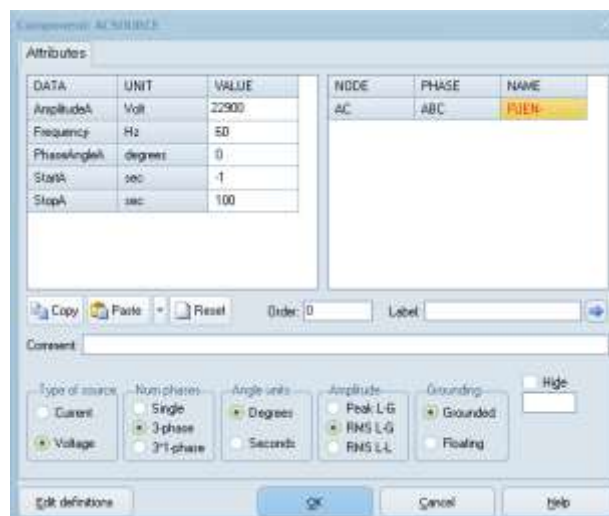 Component: ACSOURCE
Attributes
DATA UNIT VALUE
AmplitudeA Volt 22900
Frequency Hz 60
PhaseAngleA degrees 0
StartA sec -1
StopA sec 100
NODE PHASE NAME
AC ABC FUEN-
Copy Paste Reset Order: 0 Label:
Comment:
Type of source Num phases Angle units Amplitude Grounding Hide
Current Single Degrees Peak L-G Grounded
Voltage 3-phase Seconds RMS L-G Floating
3*1-phase RMS L-L
Edit definitions OK Cancel Help